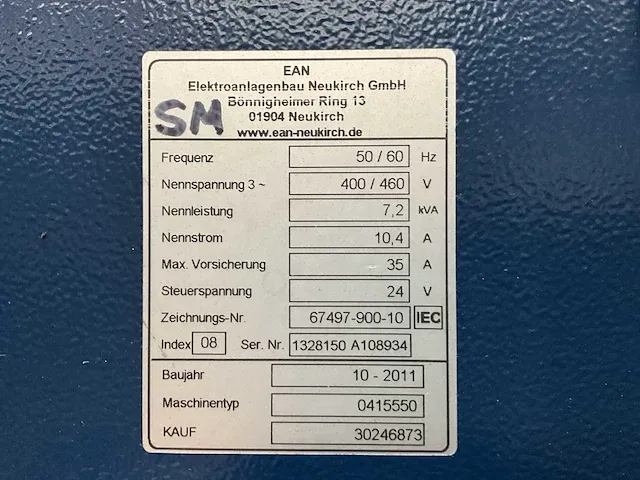 EAN
Elektroanlagenbau Neukirch GmbH
Bönnigheimer Ring 13
01904 Neukirch
SM
www.ean-neukirch.de
Frequenz 50 / 60 Hz
Nennspannung 3 ~ 400 / 460 V
Nennleistung 7,2 kVA
Nennstrom 10,4 A
Max. Vorsicherung 35 A
Steuerspannung 24 V
Zeichnungs-Nr. 67497-900-10 IEC
Index 08 Ser. Nr. 1328150 A108934
Baujahr 10 - 2011
Maschinentyp 0415550
KAUF 30246873